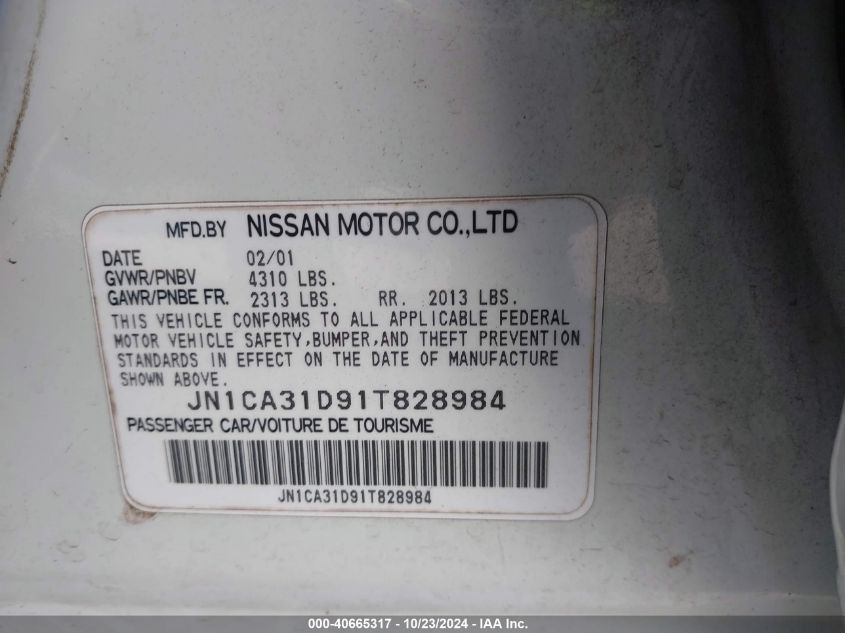 MFD.BY NISSAN MOTOR CO.,LTD
DATE 02/01
GVWR/PNBV 4310 LBS.
GAWR/PNBE FR. 2313 LBS. RR. 2013 LBS.
THIS VEHICLE CONFORMS TO ALL APPLICABLE FEDERAL
MOTOR VEHICLE SAFETY,BUMPER,AND THEFT PREVENTION
STANDARDS IN EFFECT ON THE DATE OF MANUFACTURE
SHOWN ABOVE.
JN1CA31D91T828984
PASSENGER CAR/VOITURE DE TOURISME
JN1CA31D91T828984
000-40665317 - 10/23/2024 - IAA Inc.